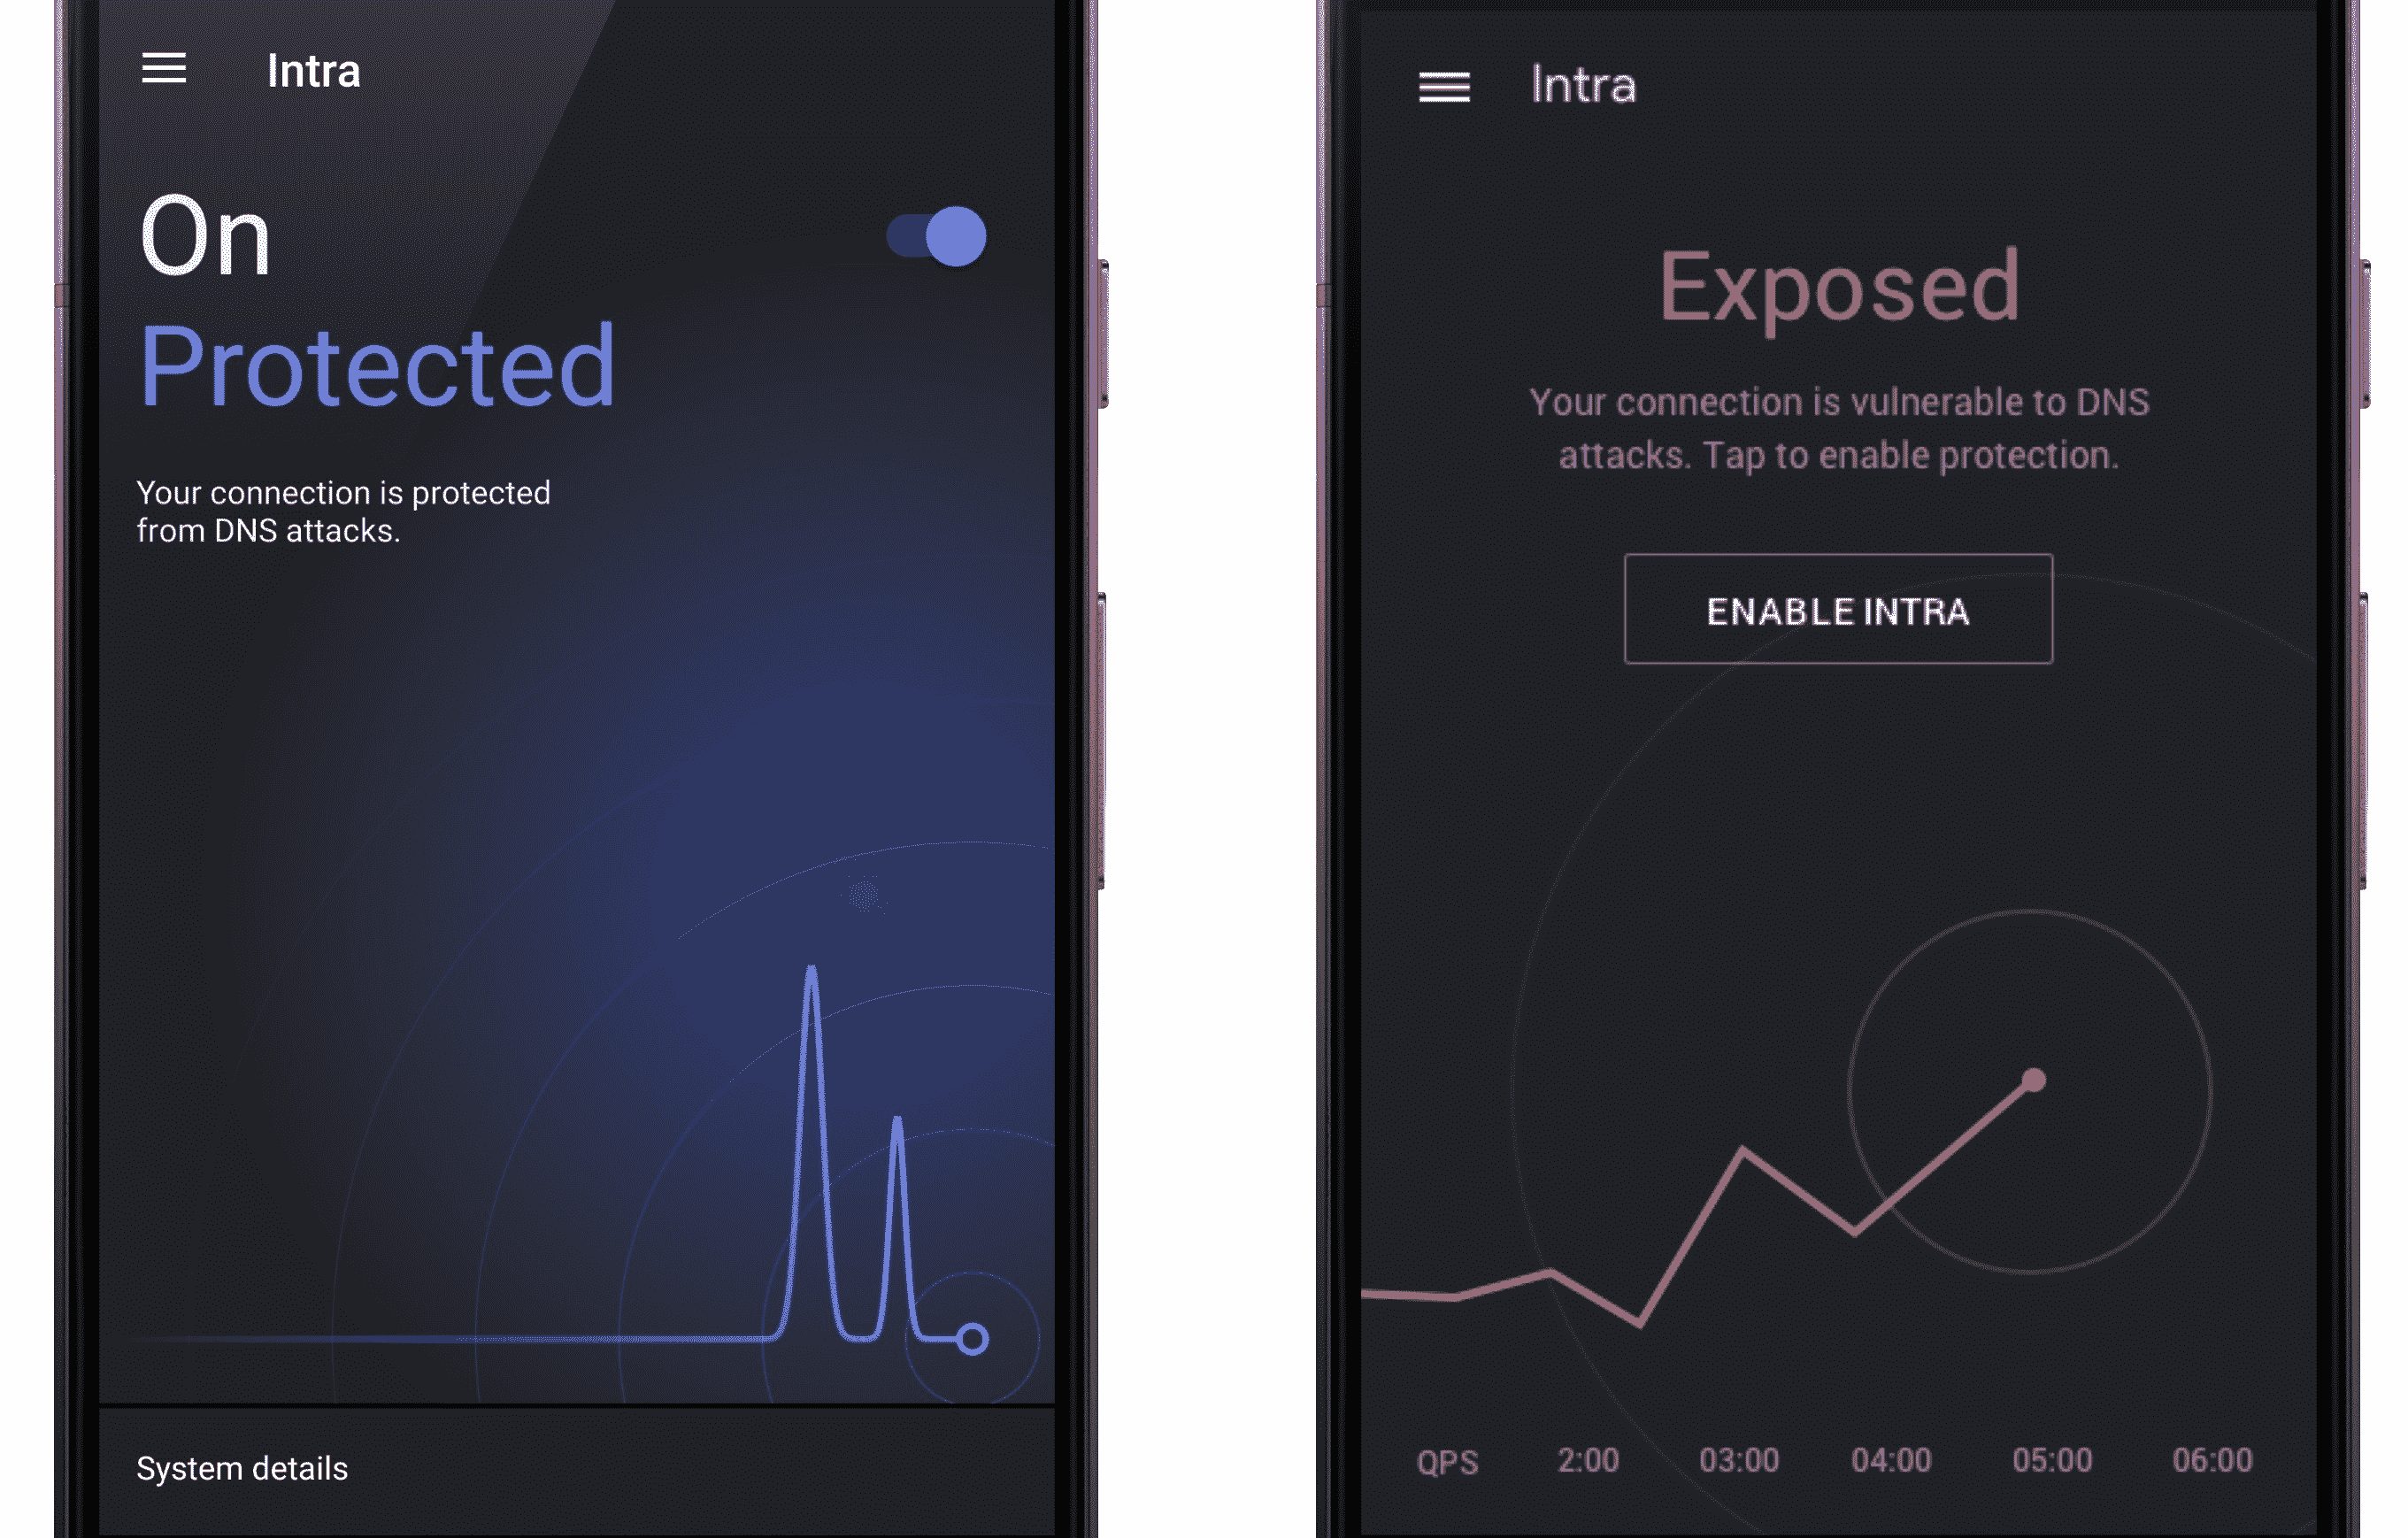 Intra
On
Protected
Your connection is protected
from DNS attacks.
System details
Intra
Exposed
Your connection is vulnerable to DNS
attacks. Tap to enable protection.
ENABLE INTRA
QPS 2:00 03:00 04:00 05:00 06:00